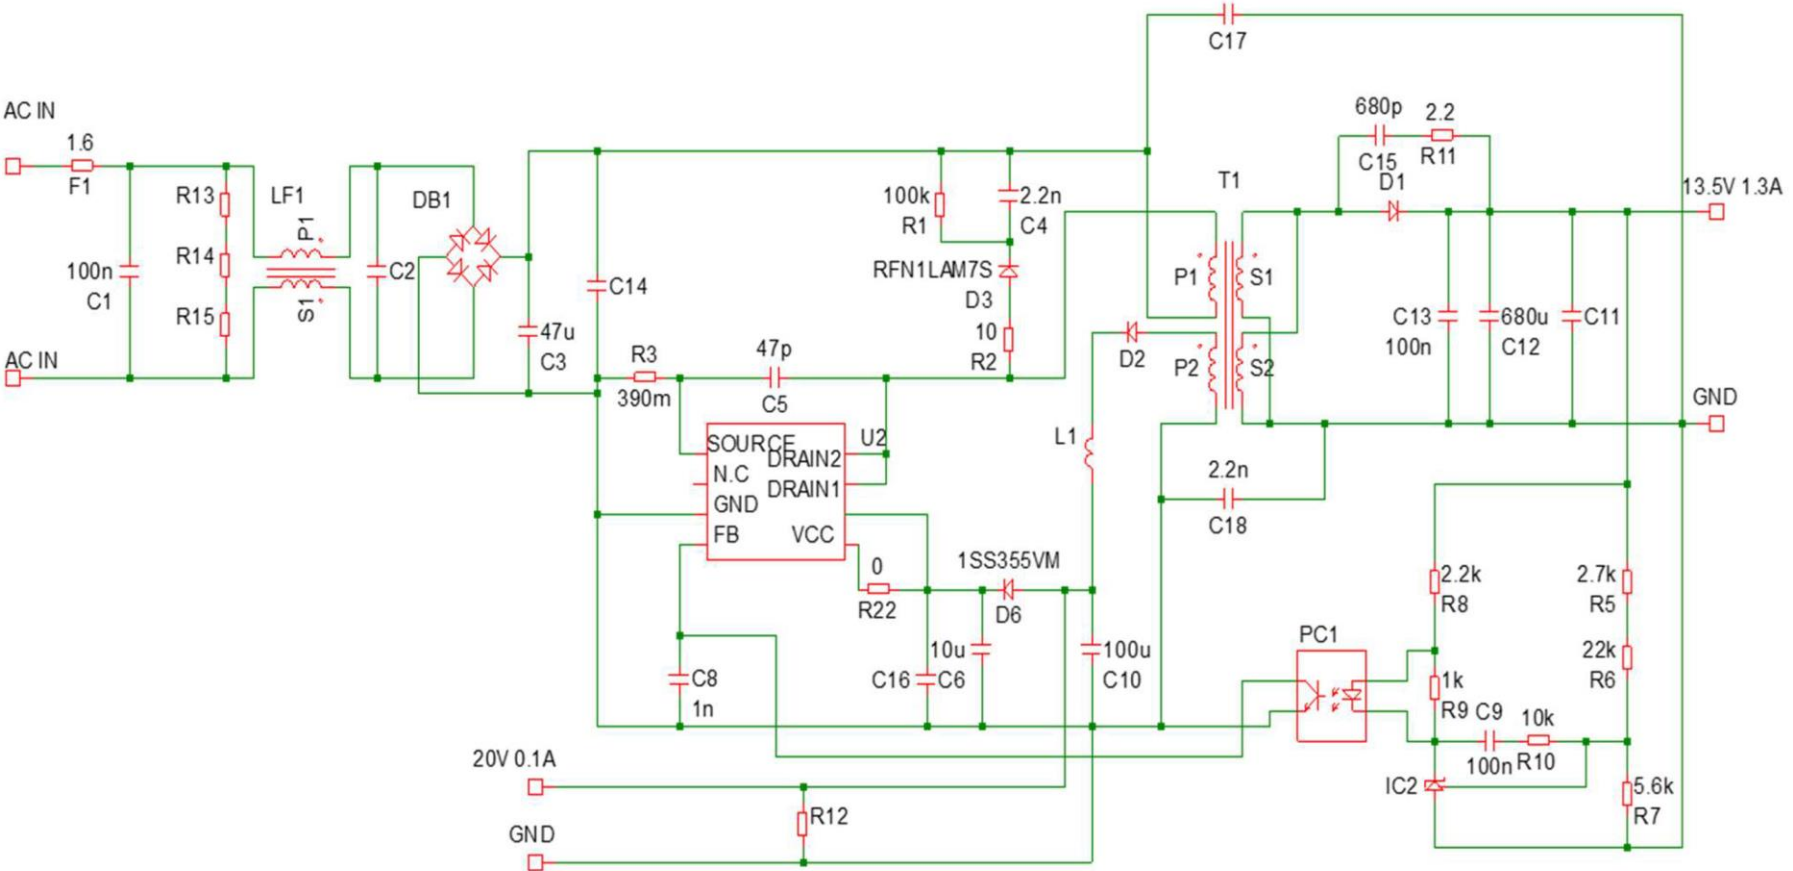 C17
AC IN
1.6
F1
R13
R14
R15
100n
C1
AC IN
LF1
P1
S1
C2
DB1
C14
47u
C3
100k
R1
2.2n
C4
RFN1LAM7S
D3
10
R2
R3
390m
47p
C5
U2
SOURCE
DRAIN2
N.C
DRAIN1
GND
FB
VCC
0
R22
1SS355VM
D6
C8
1n
10u
C16
C6
100u
C10
L1
D2
T1
P1
S1
P2
S2
2.2n
C18
680p
C15
2.2
R11
D1
13.5V 1.3A
C13
100n
680u
C12
C11
GND
2.2k
R8
2.7k
R5
22k
R6
PC1
1k
R9
C9
100n
10k
R10
IC2
5.6k
R7
20V 0.1A
R12
GND